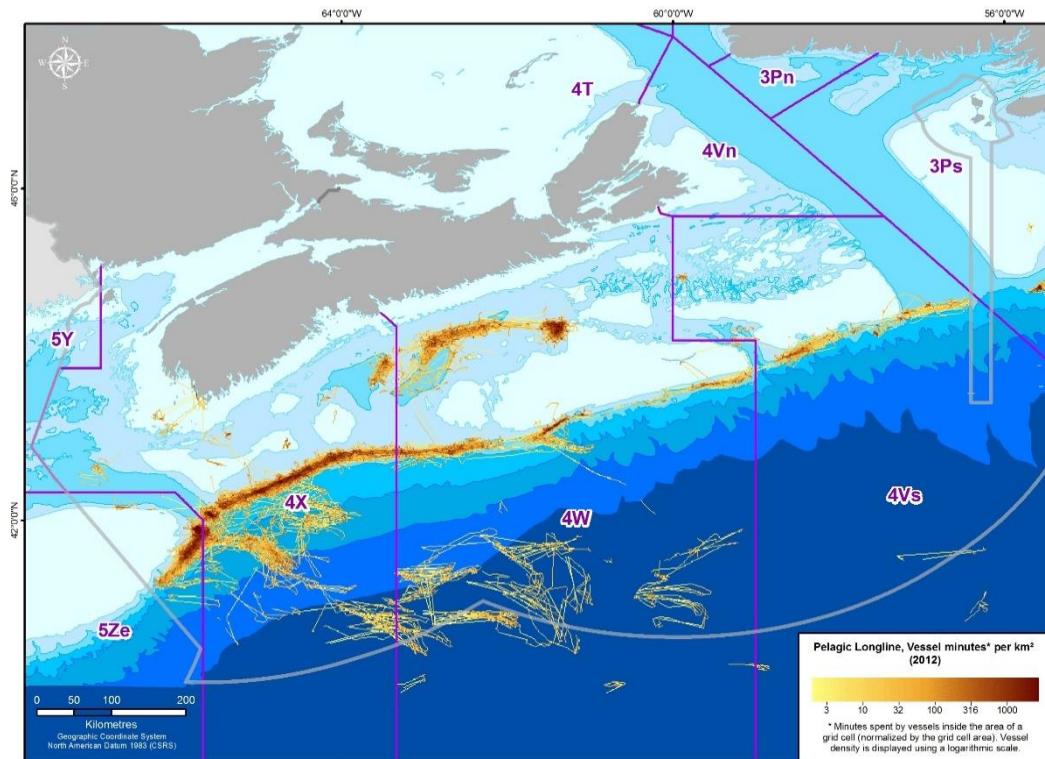 64°0'0"W 60°0'0"W 56°0'0"W
N
W E
S
3Pn
4T
4Vn
3Ps
46°0'0"N
5Y
4X
42°0'0"N
4W
4Vs
5Ze
Pelagic Longline, Vessel minutes* per km²
(2012)
3 10 32 100 316 1000
* Minutes spent by vessels inside the area of a
grid cell (normalized by the grid cell area). Vessel
density is displayed using a logarithmic scale.
0 50 100 200
Kilometres
Geographic Coordinate System
North American Datum 1983 (CSRS)